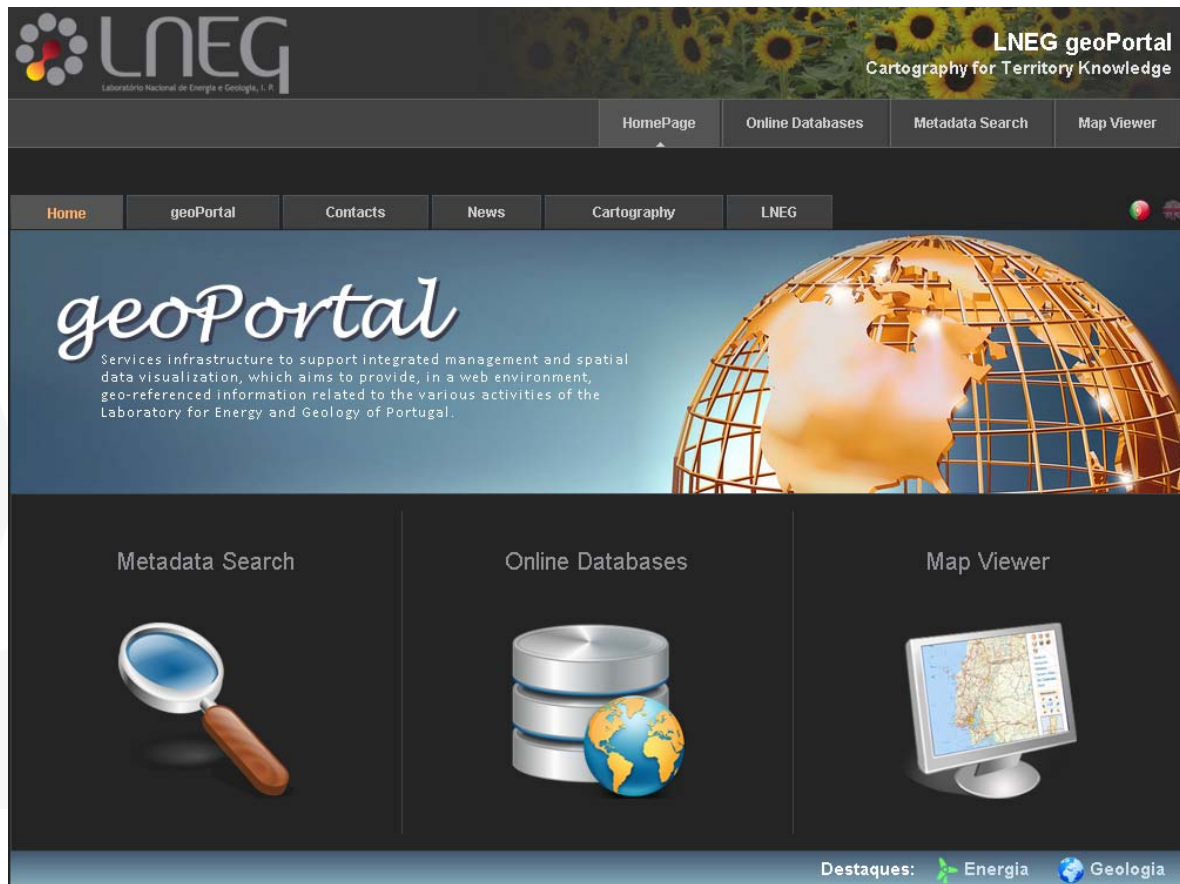 LNEG
Laboratório Nacional de Energia e Geologia, I. P.
LNEG geoPortal
Cartography for Territory Knowledge
HomePage
Online Databases
Metadata Search
Map Viewer
Home
geoPortal
Contacts
News
Cartography
LNEG
geoPortal
Services infrastructure to support integrated management and spatial
data visualization, which aims to provide, in a web environment,
geo-referenced information related to the various activities of the
Laboratory for Energy and Geology of Portugal.
Metadata Search
Online Databases
Map Viewer
Destaques:
Energia
Geologia